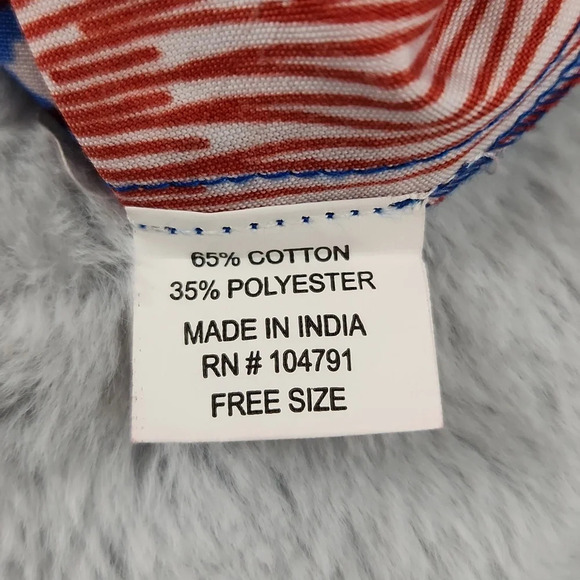 65% COTTON
35% POLYESTER
MADE IN INDIA
RN # 104791
FREE SIZE